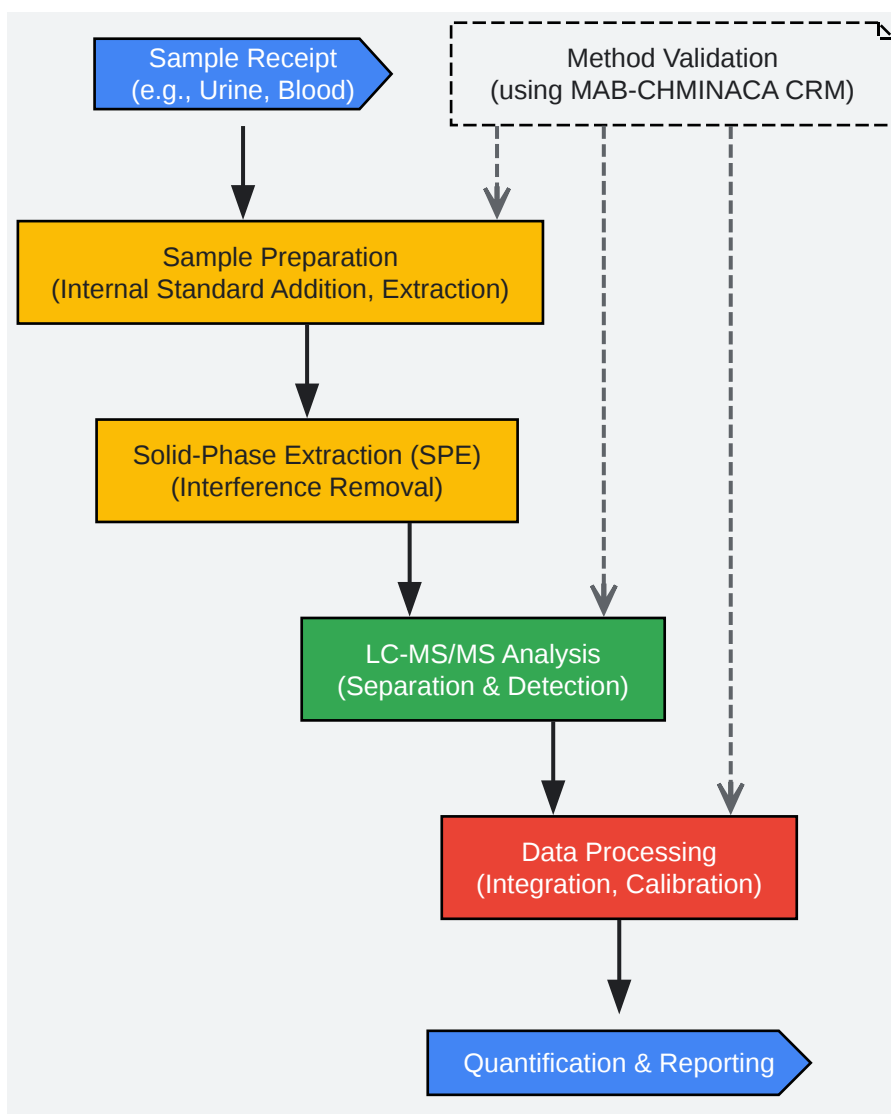 Sample Receipt
(e.g., Urine, Blood)
Method Validation
(using MAB-CHMINACA CRM)
Sample Preparation
(Internal Standard Addition, Extraction)
Solid-Phase Extraction (SPE)
(Interference Removal)
LC-MS/MS Analysis
(Separation & Detection)
Data Processing
(Integration, Calibration)
Quantification & Reporting